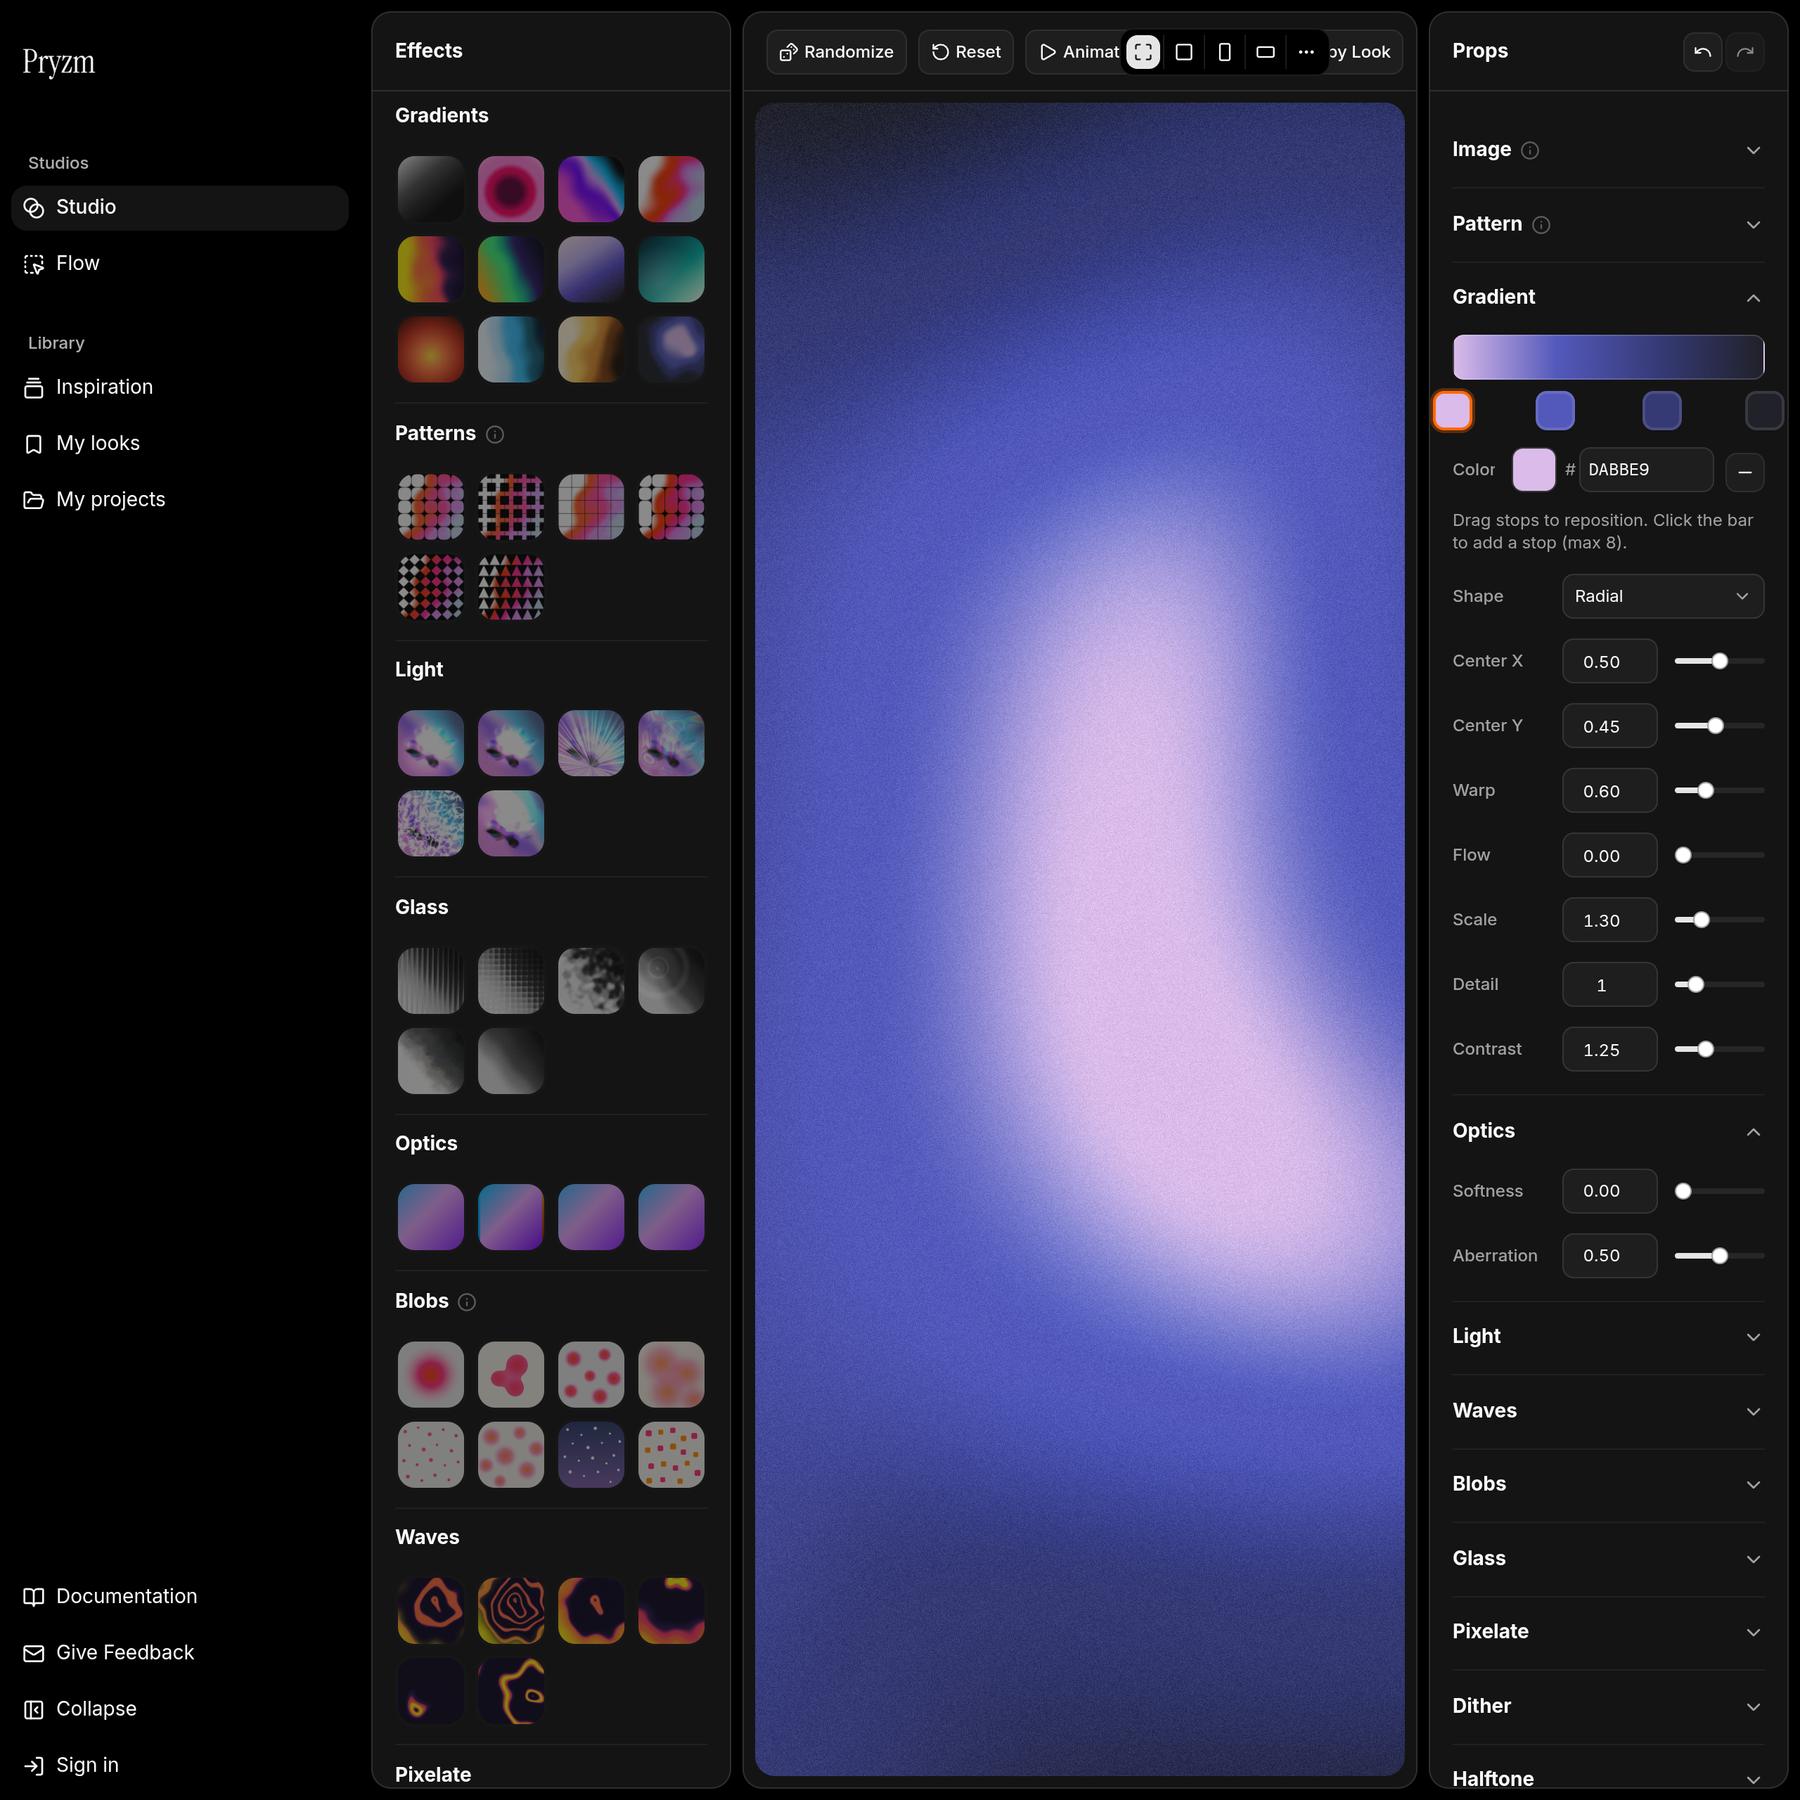 Pryzm
Studios
Studio
Flow
Library
Inspiration
My looks
My projects
Documentation
Give Feedback
Collapse
Sign in
Effects
Gradients
Patterns
Light
Glass
Optics
Blobs
Waves
Pixelate
Randomize
Reset
Animat
by Look
Props
Image
Pattern
Gradient
Color # DABBE9
Drag stops to reposition. Click the bar
to add a stop (max 8).
Shape Radial
Center X 0.50
Center Y 0.45
Warp 0.60
Flow 0.00
Scale 1.30
Detail 1
Contrast 1.25
Optics
Softness 0.00
Aberration 0.50
Light
Waves
Blobs
Glass
Pixelate
Dither
Halftone